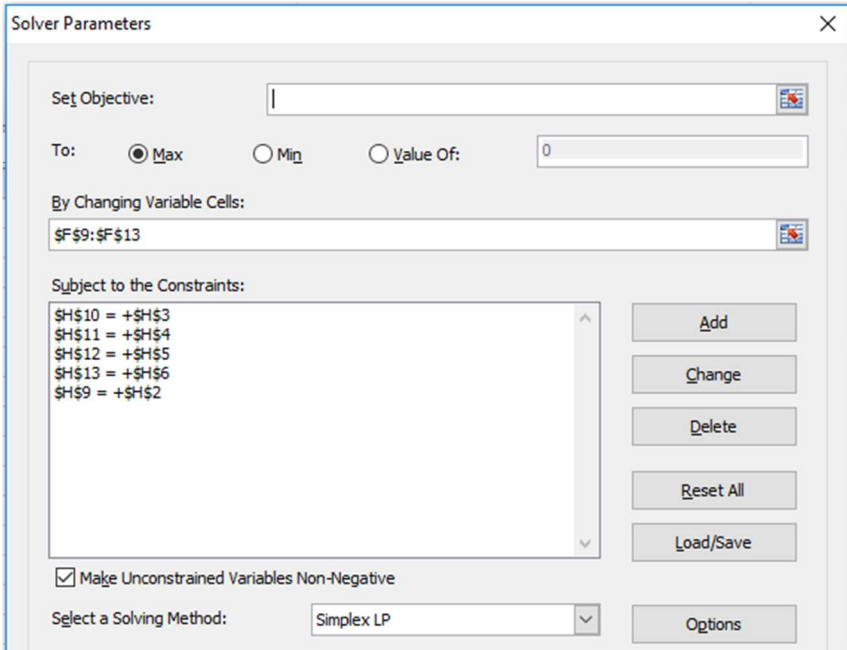 Solver Parameters
Set Objective:
To: Max Min Value Of: 0
By Changing Variable Cells:
$F$9:$F$13
Subject to the Constraints:
$H$10 = +$H$3
$H$11 = +$H$4
$H$12 = +$H$5
$H$13 = +$H$6
$H$9 = +$H$2
Add
Change
Delete
Reset All
Load/Save
Make Unconstrained Variables Non-Negative
Select a Solving Method: Simplex LP Options